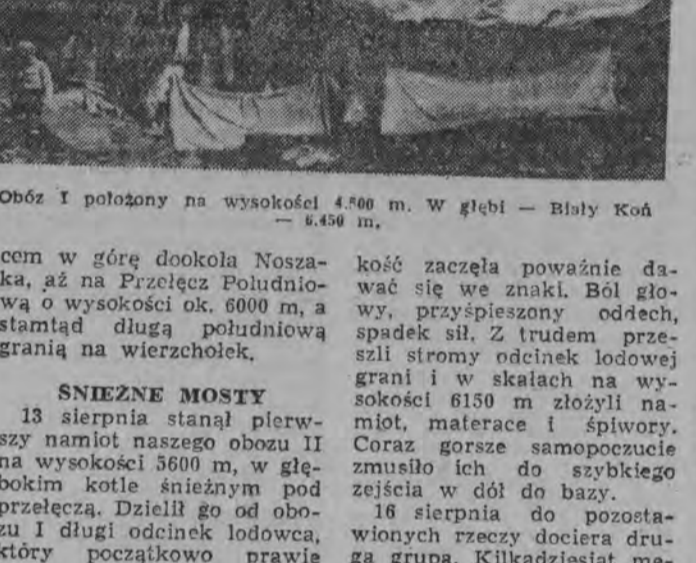 Obóz I położony na wysokości 4.800 m. W głębi — Biały Koń
— 6.450 m.
cem w górę dookola Nosza-
ka, aż na Przełęcz Południo-
wą o wysokości ok. 6000 m, a
stamtąd długą południową
granią na wierzchołek.
SNIEŻNE MOSTY
13 sierpnia stanął pierw-
szy namiot naszego obozu II
na wysokości 5600 m, w głę-
bokim kotle śnieżnym pod
przełęczą. Dzielił go od obo-
zu I długi odcinek lodowca,
który początkowo prawie
kość zaczęła poważnie da-
wać się we znaki. Ból gło-
wy, przyśpieszony oddech,
spadek sił. Z trudem prze-
szli stromy odcinek lodowej
grani i w skałach na wy-
sokości 6150 m złożyli na-
miot, materace i śpiwory.
Coraz gorsze samopoczucie
zmusiło ich do szybkiego
zejścia w dół do bazy.
16 sierpnia do pozosta-
wionych rzeczy dociera dru-
ga grupa. Kilkadziesiąt me-